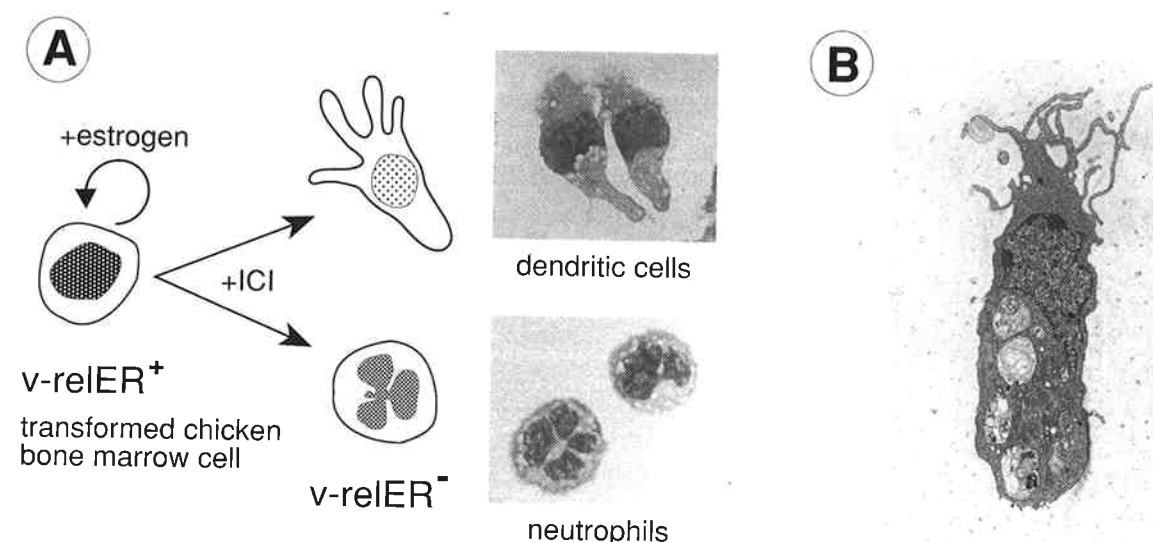 A
+estrogen
+ICI
v-relER⁺
transformed chicken
bone marrow cell
v-relER⁻
dendritic cells
neutrophils
B